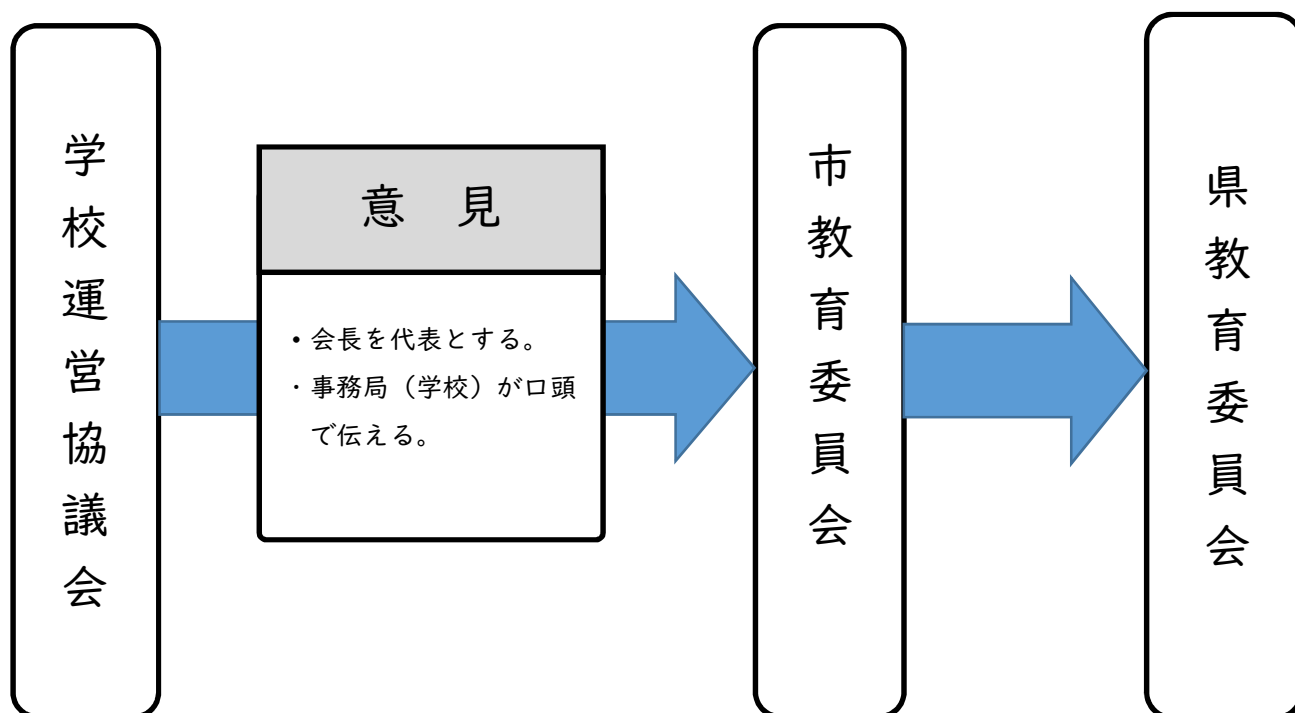 学校運営協議会
意　見
・会長を代表とする。
・事務局（学校）が口頭
で伝える。
市教育委員会
県教育委員会